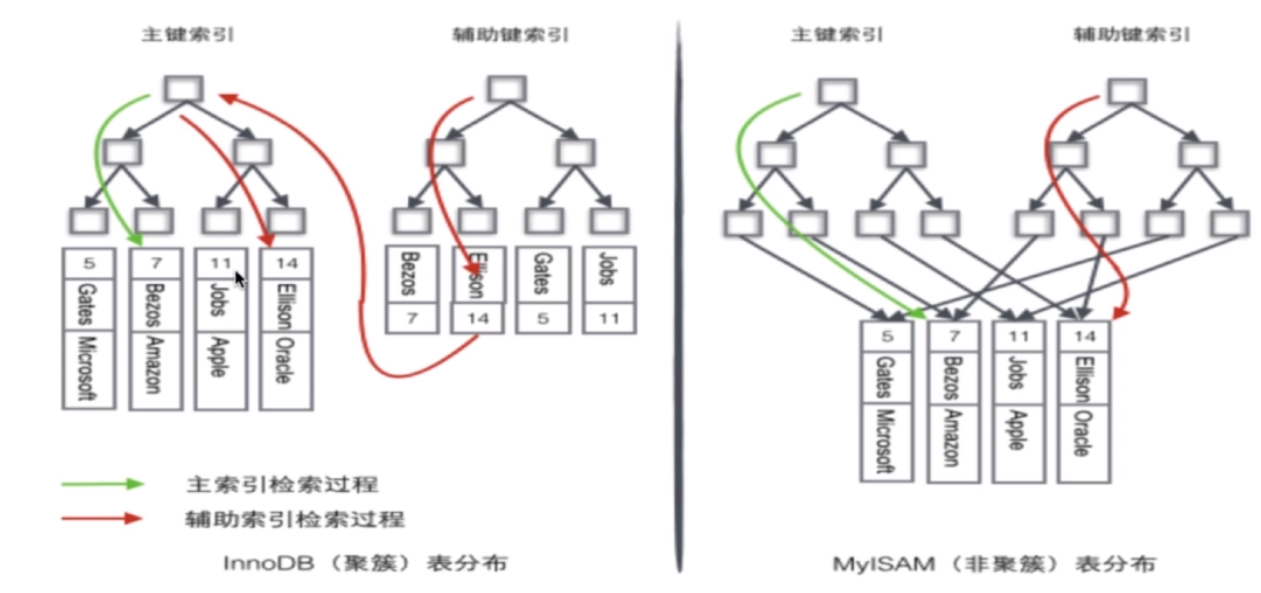 主键索引
辅助键索引
5
7
11
14
Gates
Bezos
Jobs
Ellison
Microsoft
Amazon
Apple
Oracle
Bezos
Ellison
Gates
Jobs
7
14
5
11
主索引检索过程
辅助索引检索过程
InnoDB（聚簇）表分布
主键索引
辅助键索引
5
7
11
14
Gates
Bezos
Jobs
Ellison
Microsoft
Amazon
Apple
Oracle
MyISAM（非聚簇）表分布